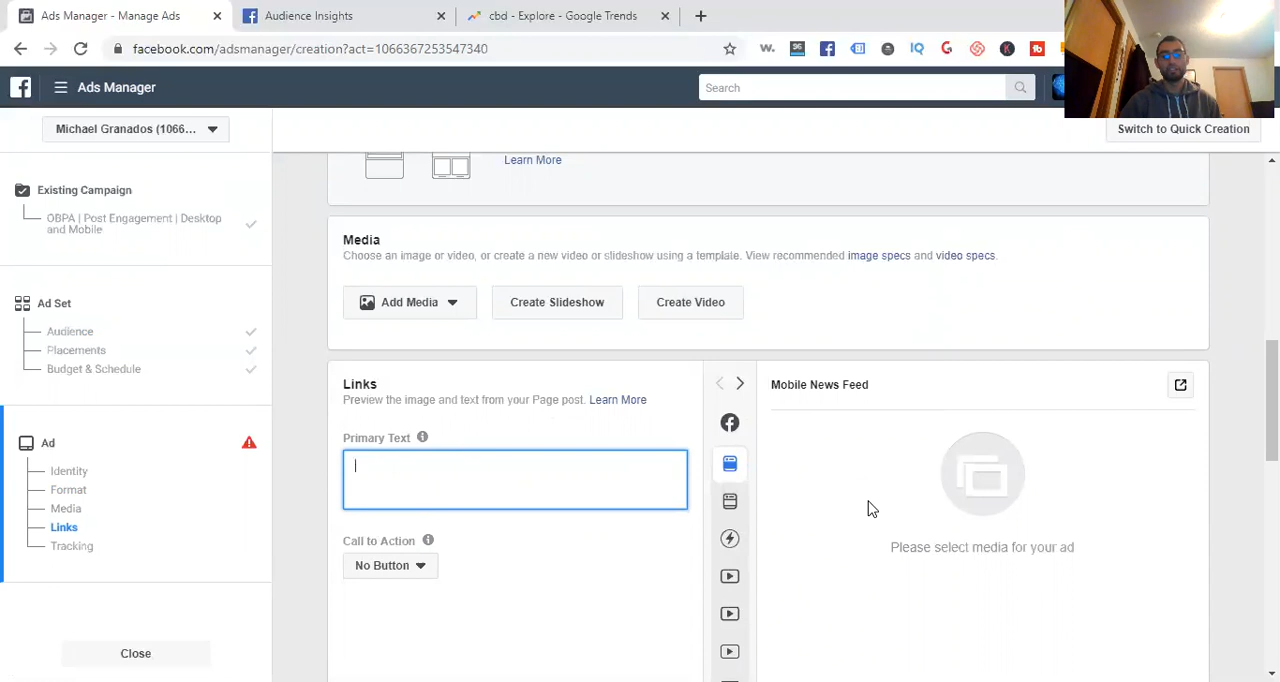 Ads Manager - Manage Ads
Audience Insights
cbd - Explore - Google Trends
facebook.com/adsmanager/creation?act=1066367253547340
Ads Manager
Search
Michael Granados (1066...
Switch to Quick Creation
Existing Campaign
OBPA | Post Engagement | Desktop
and Mobile
Ad Set
Audience
Placements
Budget & Schedule
Ad
Identity
Format
Media
Links
Tracking
Close
Learn More
Media
Choose an image or video, or create a new video or slideshow using a template. View recommended image specs and video specs.
Add Media
Create Slideshow
Create Video
Links
Preview the image and text from your Page post. Learn More
Primary Text
Call to Action
No Button
Mobile News Feed
Please select media for your ad